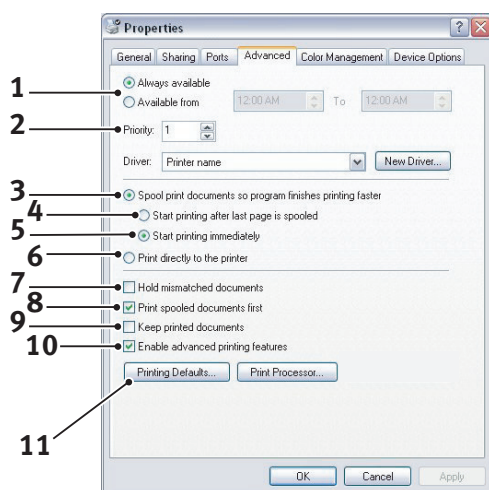 Properties
General Sharing Ports Advanced Color Management Device Options
1 Always available
Available from 12:00 AM To 12:00 AM
2 Priority: 1
Driver: Printer name New Driver...
3 Spool print documents so program finishes printing faster
4 Start printing after last page is spooled
5 Start printing immediately
6 Print directly to the printer
7 Hold mismatched documents
8 Print spooled documents first
9 Keep printed documents
10 Enable advanced printing features
Printing Defaults... Print Processor...
11
OK Cancel Apply